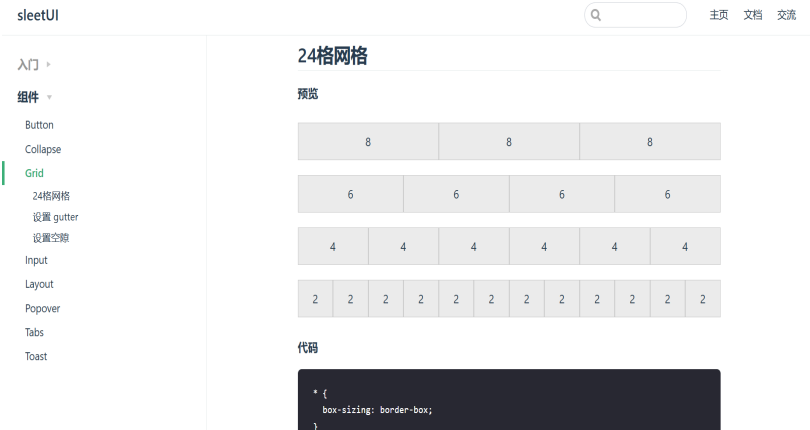 sleetUI
主页 文档 交流
入门
组件
Button
Collapse
Grid
24格网格
设置 gutter
设置空隙
Input
Layout
Popover
Tabs
Toast
24格网格
预览
8 8 8
6 6 6 6
4 4 4 4 4 4
2 2 2 2 2 2 2 2 2 2 2 2
代码
* {
box-sizing: border-box;
}